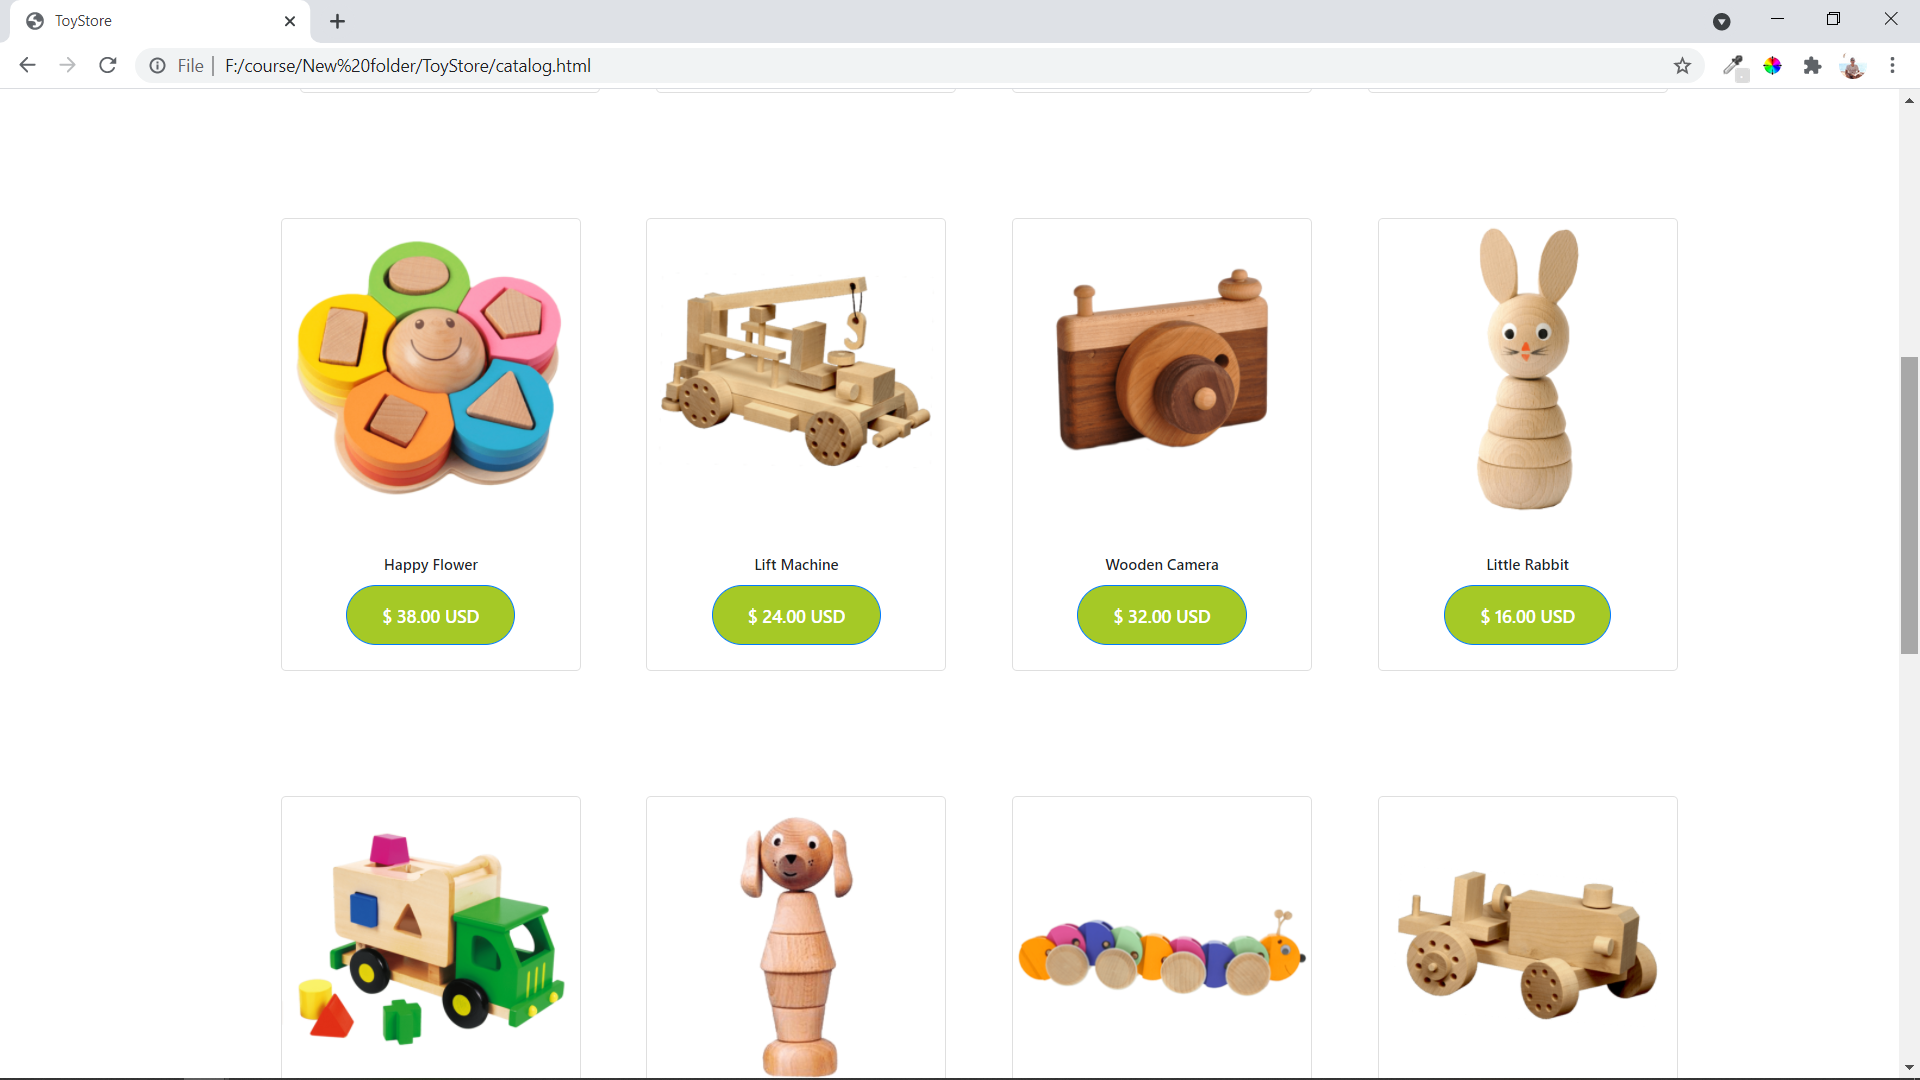 ToyStore
File
F:/course/New%20folder/ToyStore/catalog.html
Happy Flower
Lift Machine
Wooden Camera
Little Rabbit
$ 38.00 USD
$ 24.00 USD
$ 32.00 USD
$ 16.00 USD